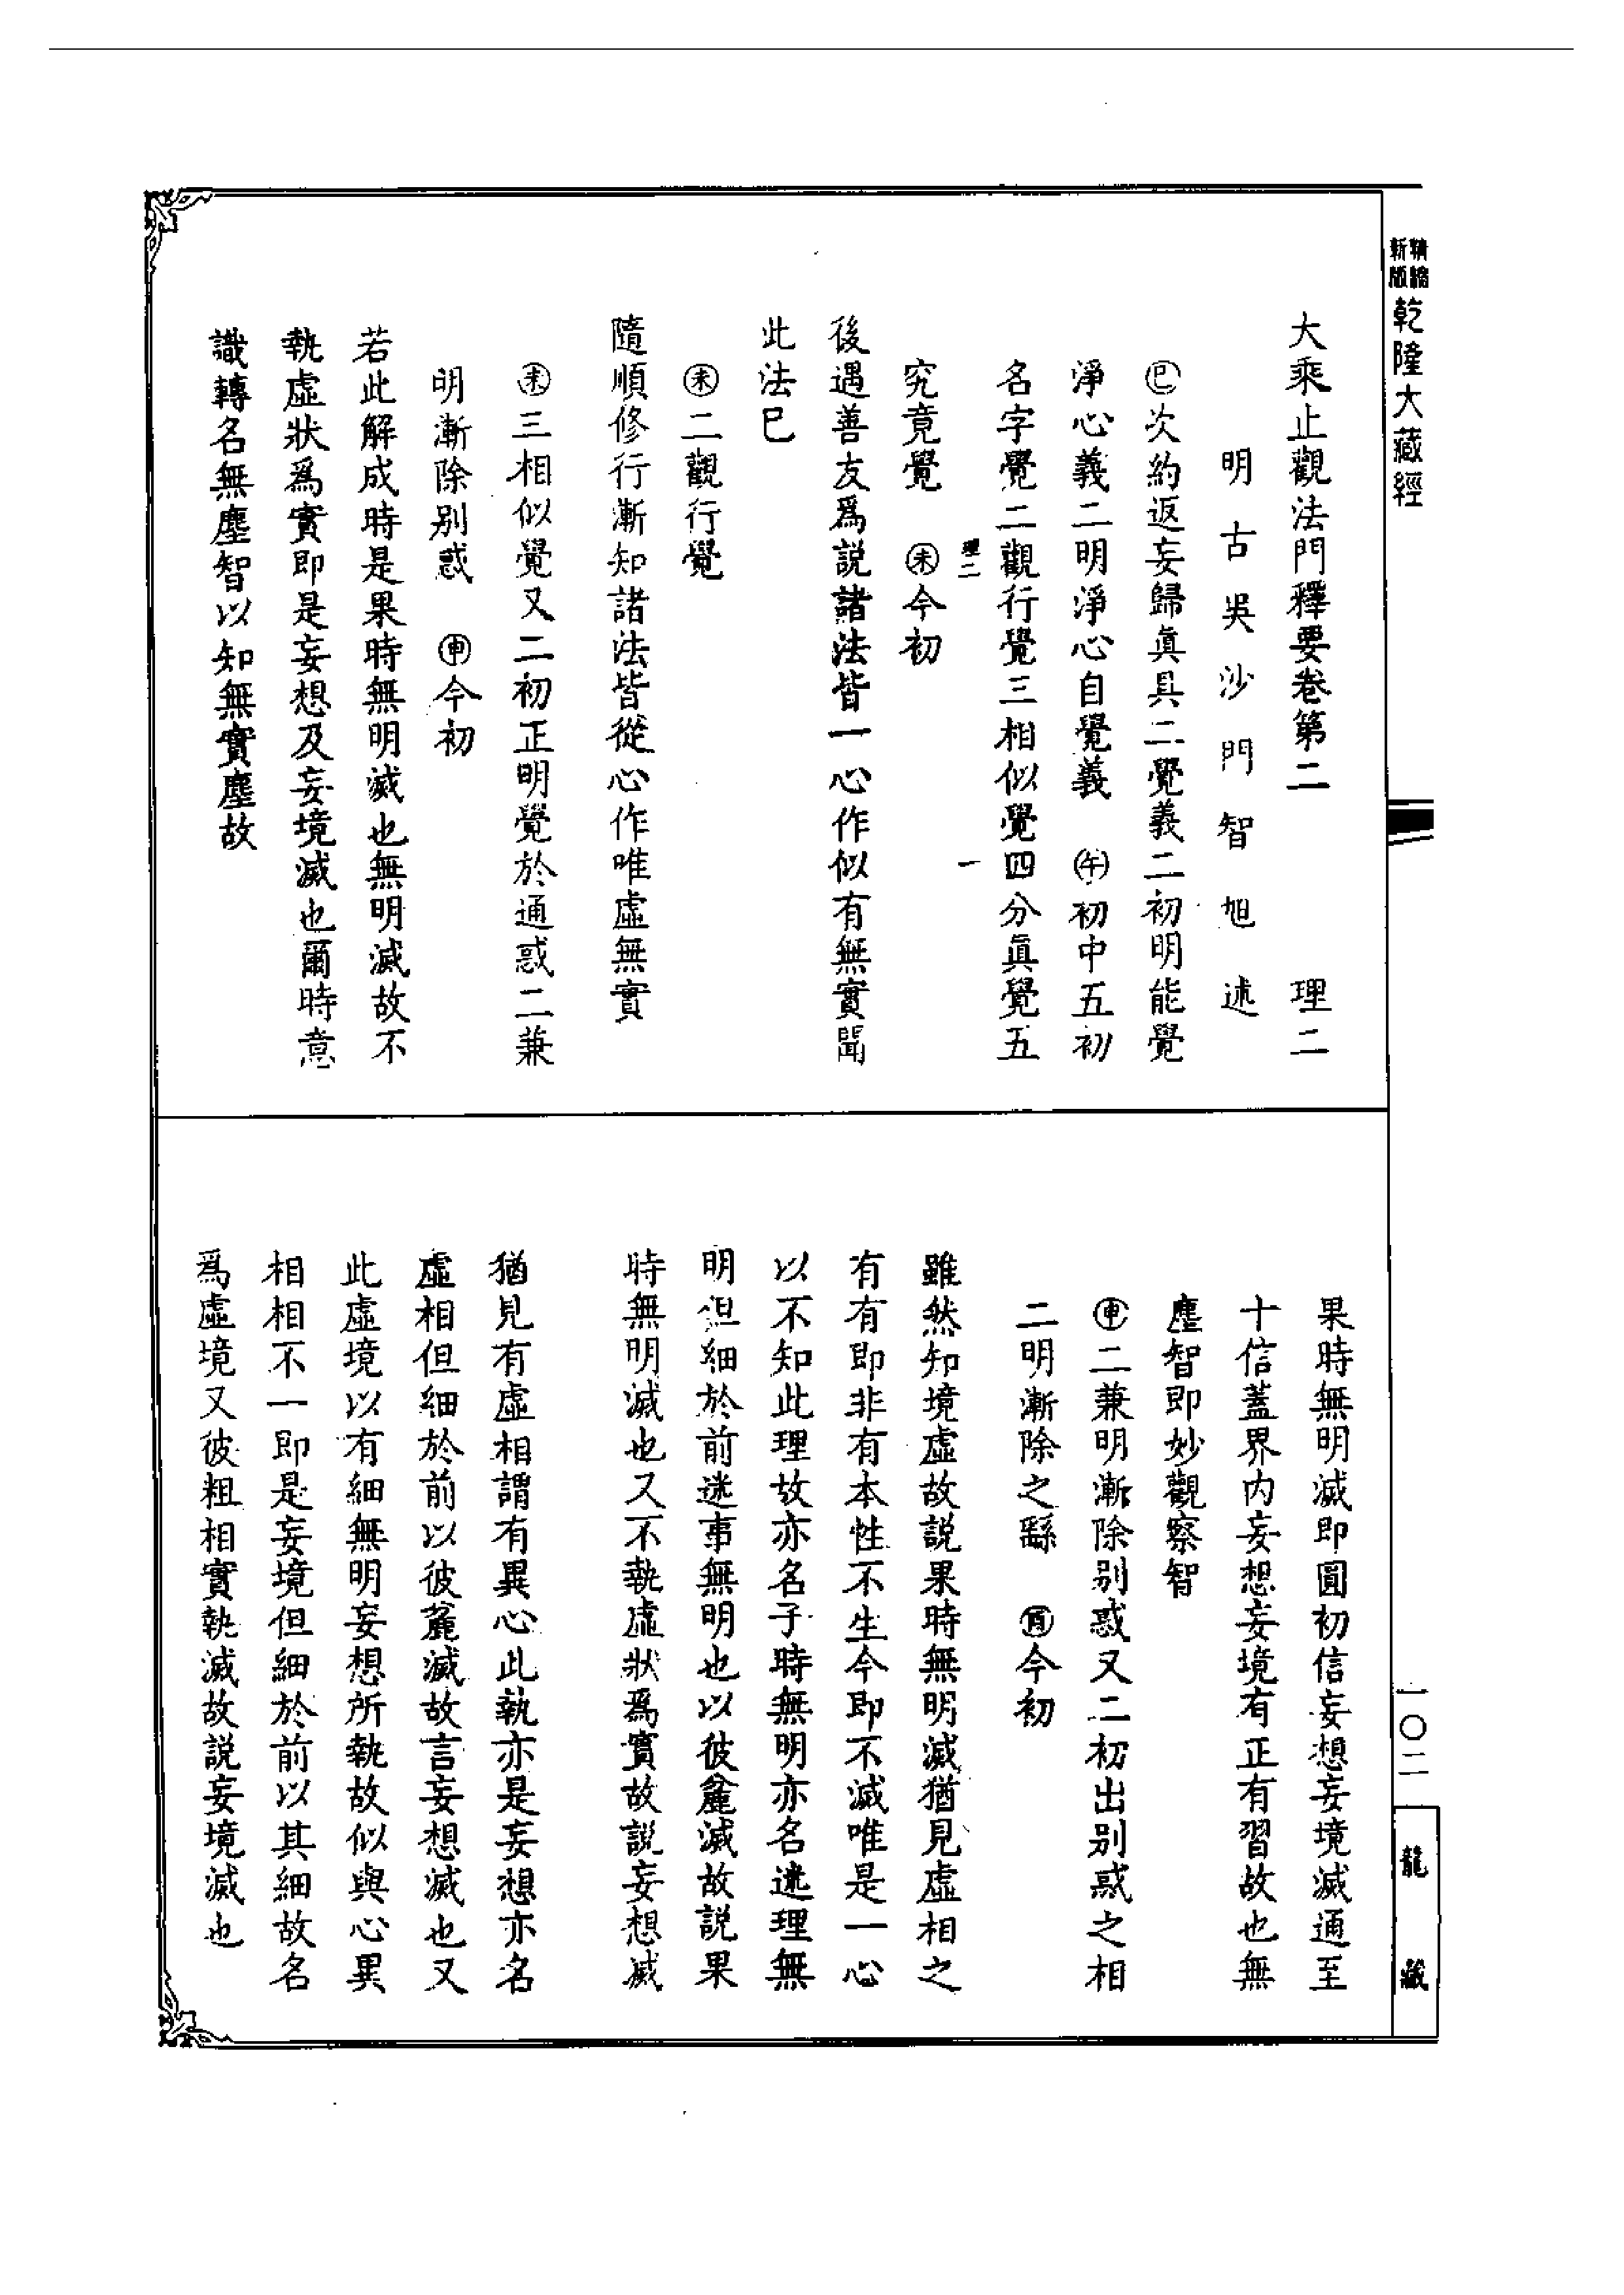 新版 精縮 乾隆大藏經
大乘止觀法門釋要卷第二 理二
明古吳沙門智旭述
㊋次約返妄歸眞具二覺義二初明能覺
淨心義二明淨心自覺義 ㊍初中五初
名字覺二觀行覺三相似覺四分眞覺五
理二 一
究竟覺 ㊌今初
後遇善友爲説諸法皆一心作似有無實聞
此法巳
㊌二觀行覺
隨順修行漸知諸法皆從心作唯虛無實
㊌三相似覺又二初正明覺於通惑二兼
明漸除别惑 ㊥今初
若此解成時是果時無明滅也無明滅故不
執虛狀爲實即是妄想及妄境滅也爾時意
識轉名無塵智以知無實塵故
果時無明滅即圓初信妄想妄境滅通至
十信蓋界内妄想妄境有正有習故也無
塵智即妙觀察智
㊥二兼明漸除别惑又二初出别惑之相
二明漸除之繇 ㊒今初
雖然知境虛故説果時無明滅猶見虛相之
有有即非有本性不生今即不滅唯是一心
以不知此理故亦名子時無明亦名迷理無
明但細於前迷事無明也以彼麄滅故説果
時無明滅也又不執虛狀爲實故説妄想滅
猶見有虛相謂有異心此執亦是妄想亦名
虛相但細於前以彼麄滅故言妄想滅也又
此虛境以有細無明妄想所執故似與心異
相相不一即是妄境但細於前以其細故名
爲虛境又彼粗相實執滅故説妄境滅也
一〇二
龍藏